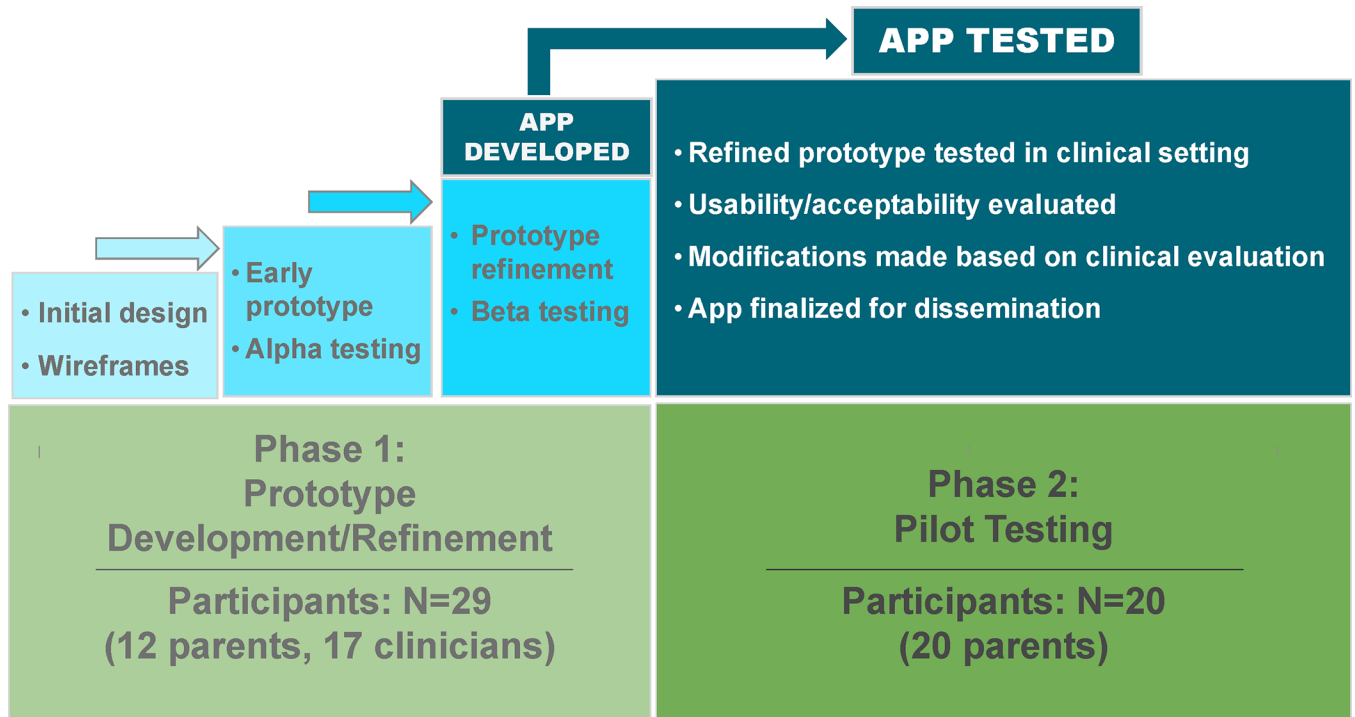 APP TESTED
APP
DEVELOPED
• Refined prototype tested in clinical setting
• Usability/acceptability evaluated
• Modifications made based on clinical evaluation
• App finalized for dissemination
• Prototype
refinement
• Beta testing
• Early
prototype
• Alpha testing
• Initial design
• Wireframes
Phase 1:
Prototype
Development/Refinement
Participants: N=29
(12 parents, 17 clinicians)
Phase 2:
Pilot Testing
Participants: N=20
(20 parents)